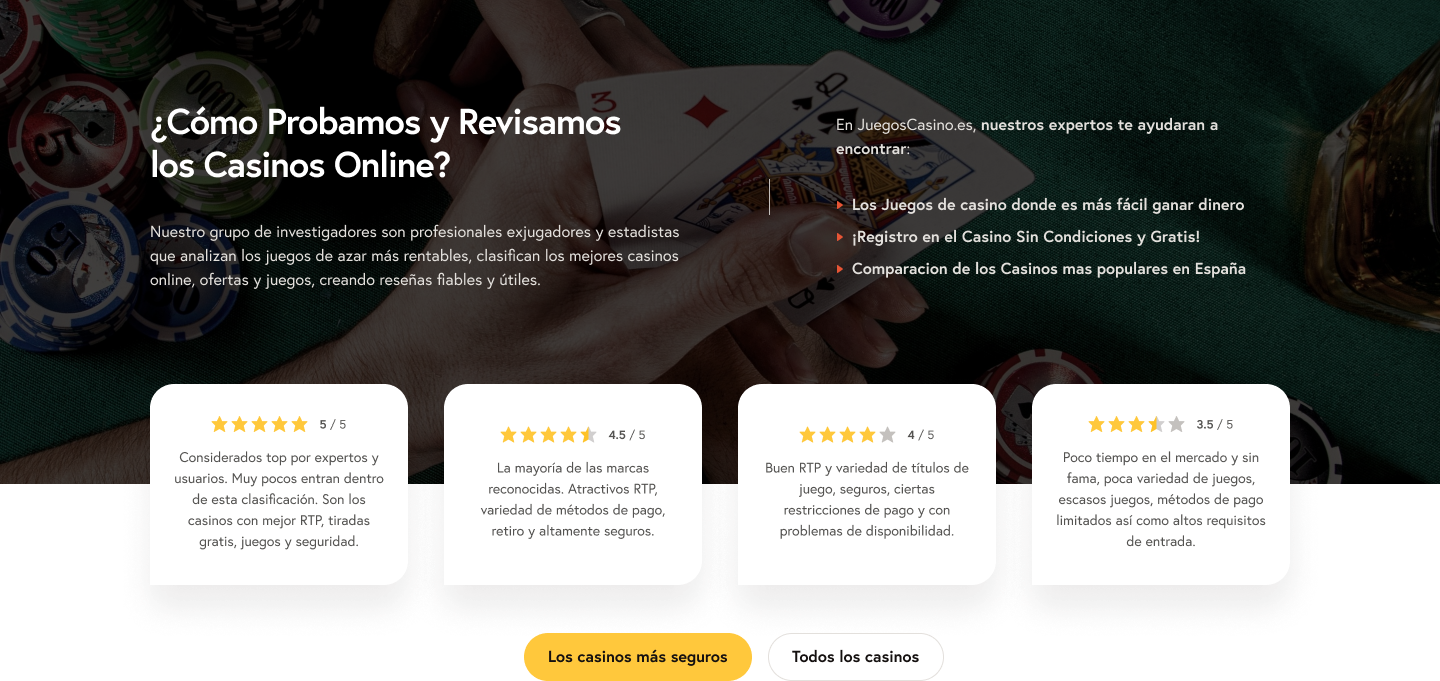 ¿Cómo Probamos y Revisamos
los Casinos Online?
Nuestro grupo de investigadores son profesionales exjugadores y estadistas
que analizan los juegos de azar más rentables, clasifican los mejores casinos
online, ofertas y juegos, creando reseñas fiables y útiles.
En JuegosCasino.es, nuestros expertos te ayudaran a
encontrar:
Los Juegos de casino donde es más fácil ganar dinero
¡Registro en el Casino Sin Condiciones y Gratis!
Comparacion de los Casinos mas populares en España
5 / 5
Considerados top por expertos y
usuarios. Muy pocos entran dentro
de esta clasificación. Son los
casinos con mejor RTP, tiradas
gratis, juegos y seguridad.
4.5 / 5
La mayoría de las marcas
reconocidas. Atractivos RTP,
variedad de métodos de pago,
retiro y altamente seguros.
4 / 5
Buen RTP y variedad de títulos de
juego, seguros, ciertas
restricciones de pago y con
problemas de disponibilidad.
3.5 / 5
Poco tiempo en el mercado y sin
fama, poca variedad de juegos,
escasos juegos, métodos de pago
limitados así como altos requisitos
de entrada.
Los casinos más seguros
Todos los casinos
3
Q
Q
5
50
1000